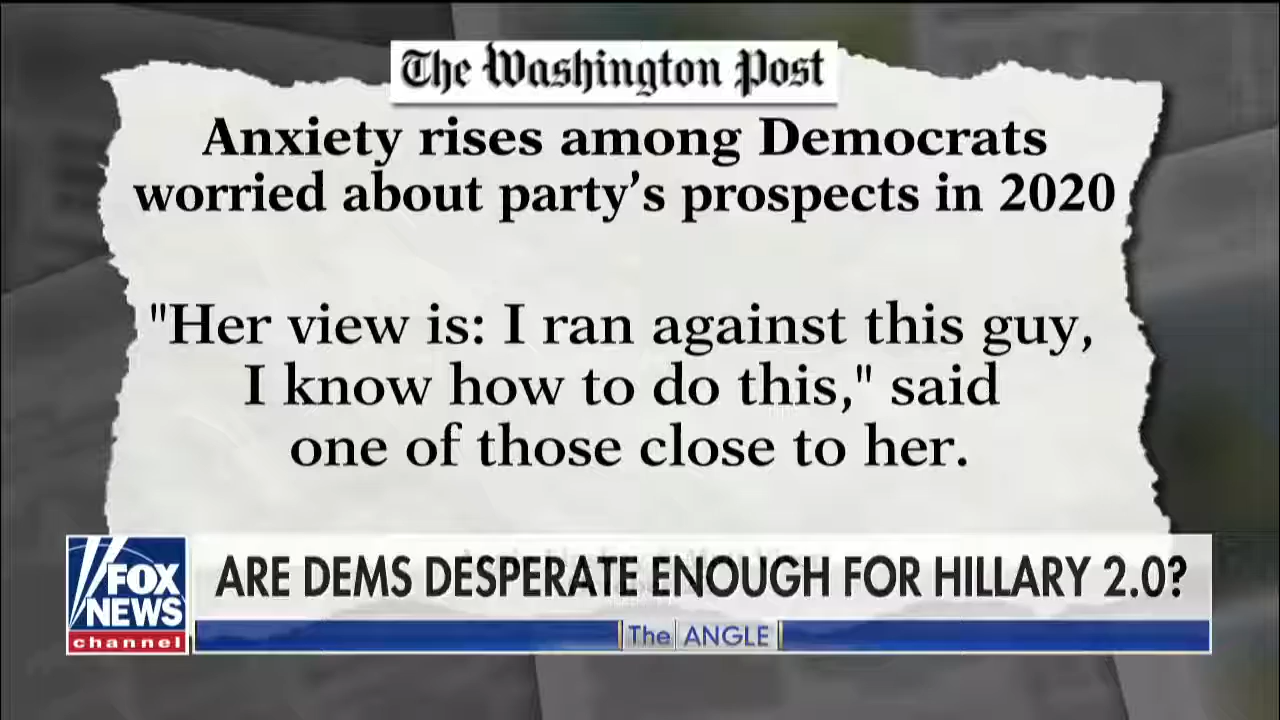 The Washington Post
Anxiety rises among Democrats
worried about party's prospects in 2020
"Her view is: I ran against this guy,
I know how to do this," said
one of those close to her.
FOX
NEWS
channel
ARE DEMS DESPERATE ENOUGH FOR HILLARY 2.0?
The ANGLE